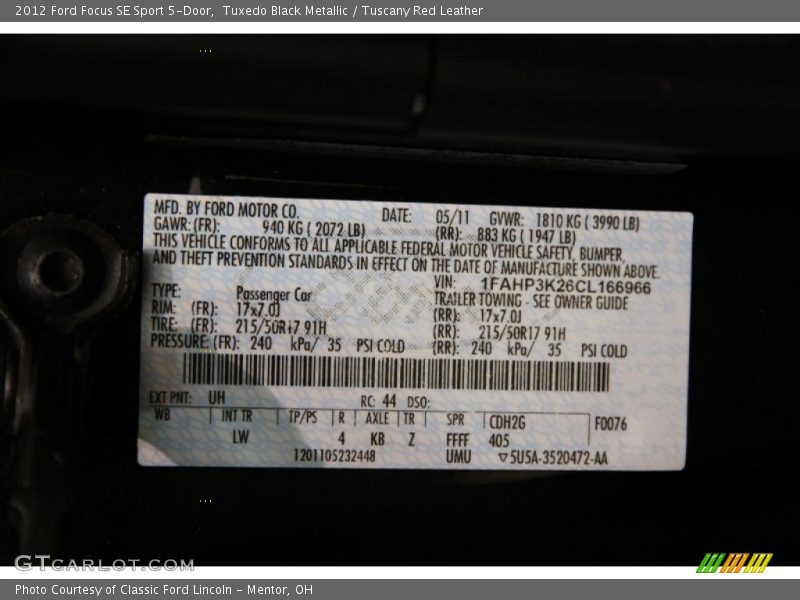 2012 Ford Focus SE Sport 5-Door,  Tuxedo Black Metallic / Tuscany Red Leather
MFD. BY FORD MOTOR CO. DATE: 05/11 GVWR: 1810 KG ( 3990 LB)
GAWR: (FR): 940 KG ( 2072 LB) (RR): 883 KG ( 1947 LB)
THIS VEHICLE CONFORMS TO ALL APPLICABLE FEDERAL MOTOR VEHICLE SAFETY, BUMPER,
AND THEFT PREVENTION STANDARDS IN EFFECT ON THE DATE OF MANUFACTURE SHOWN ABOVE.
VIN: 1FAHP3K26CL166966
TYPE: Passenger Car TRAILER TOWING - SEE OWNER GUIDE
RIM: (FR): 17x7.0J (RR): 17x7.0J
TIRE: (FR): 215/50R17 91H (RR): 215/50R17 91H
PRESSURE: (FR): 240 kPa/ 35 PSI COLD (RR): 240 kPa/ 35 PSI COLD
EXT PNT: UH RC: 44 DSO:
WB INT TR TP/PS R AXLE TR SPR CDH2G F0076
LW 4 KB Z FFFF 405
1201105232448 UMU ▽5U5A-3520472-AA
GTCARLOT.COM
Photo Courtesy of Classic Ford Lincoln - Mentor, OH